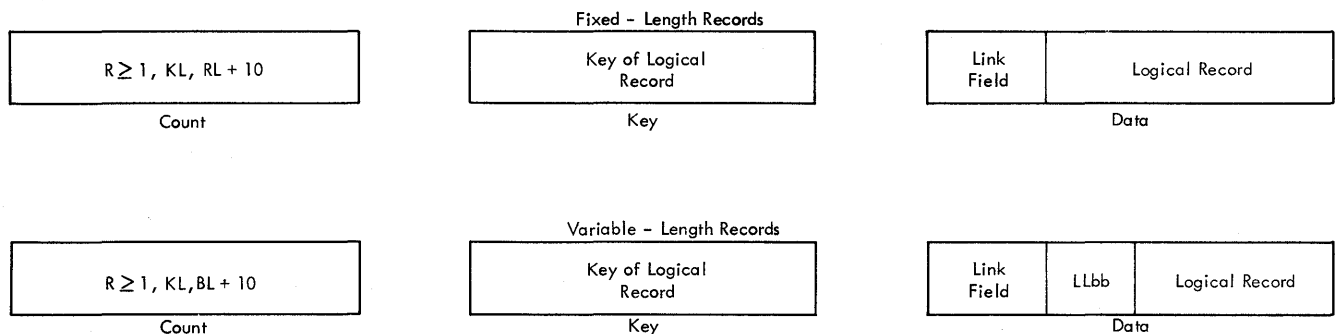 Fixed - Length Records
R ≥ 1, KL, RL + 10
Key of Logical
Record
Link
Field
Logical Record
Count
Key
Data
Variable - Length Records
R ≥ 1, KL,BL + 10
Key of Logical
Record
Link
Field
LLbb
Logical Record
Count
Key
Data